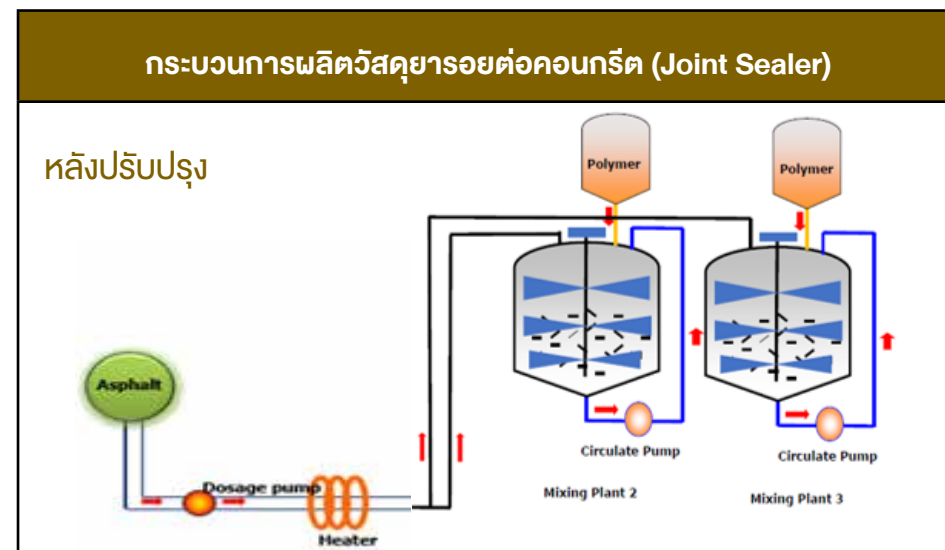 กระบวนการผลิตวัสดุยารอยต่อคอนกรีต (Joint Sealer)
หลังปรับปรุง
Polymer
Polymer
Asphalt
Dosage pump
Heater
Circulate Pump
Circulate Pump
Mixing Plant 2
Mixing Plant 3